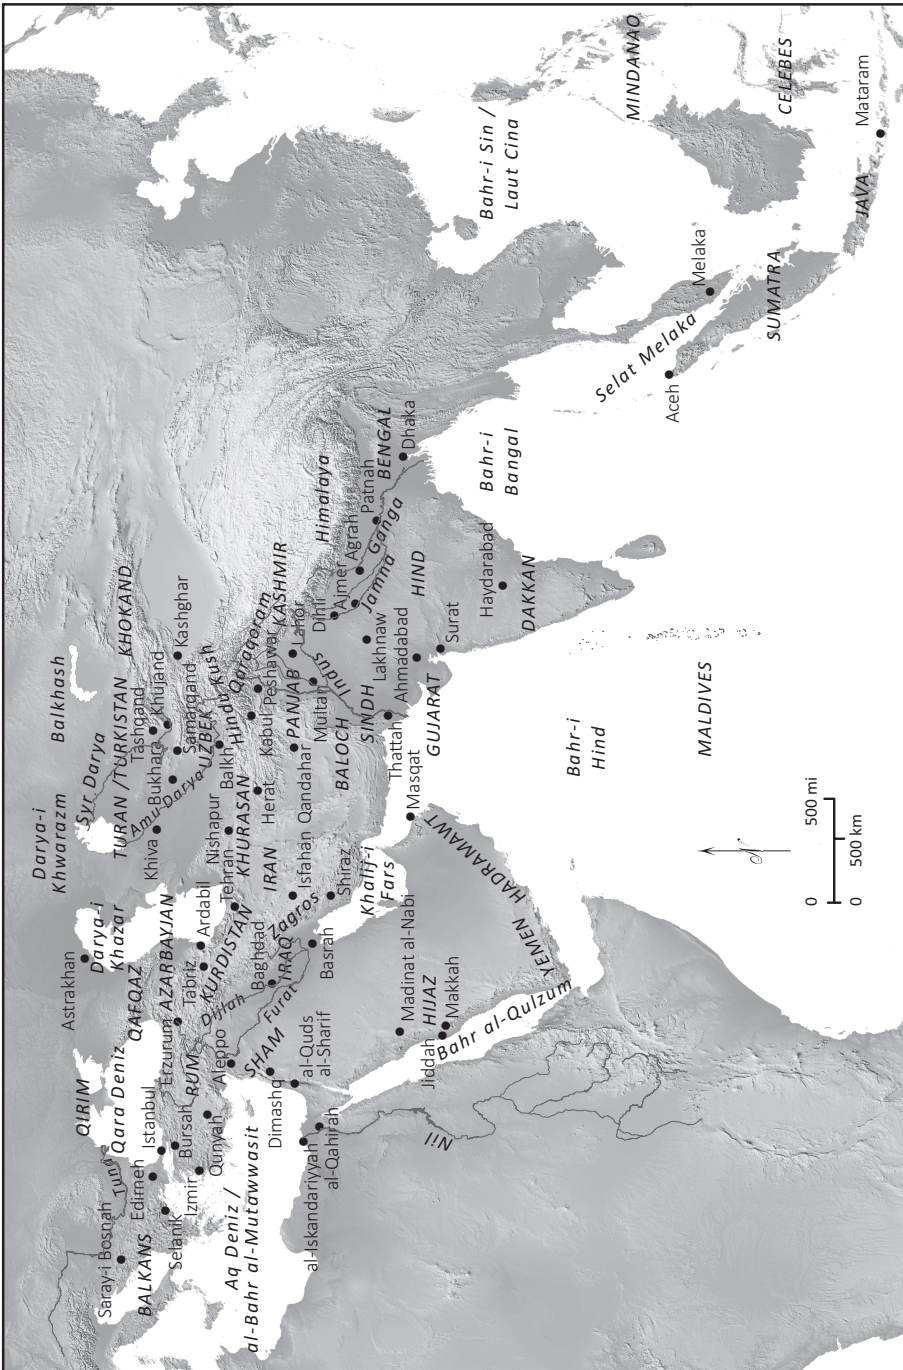 Saray-i Bosnah
Tuna
QIRIM
Astrakhan
Darya-i
Khwarazm
Balkhash
BALKANS
Edirneh
Istanbul
Qara Deniz
QAFQAZ
Darya-i
Khazar
Syr Darya
TURAN /TURKISTAN
KHOKAND
Selanik
Izmir
Bursah
Qunyah
RUM
Erzurum
AZARBAYJAN
Tabriz
Ardabil
Khiva
Bukhara
Amu Darya
Tashqand
Khujand
Samarqand
UZBEK
Kashghar
Aq Deniz /
al-Bahr al-Mutawwasit
Aleppo
SHAM
Dimashq
al-Quds
al-Sharif
Dijlah
Furat
KURDISTAN
Baghdad
IRAQ
Zagros
Tehran
Nishapur
KHURASAN
IRAN
Herat
Balkh
Hindu Kush
Qaraqoram
Kabul
Peshawar
KASHMIR
Isfahan
Qandahar
PANJAB
Lahor
Himalaya
al-Iskandariyyah
al-Qahirah
Basrah
Shiraz
Khalij-i
Fars
BALOCH
Multan
Indus
SINDH
Dihli
Ajmer
Agrah
Jamna
Ganga
Patnah
BENGAL
Dhaka
Nil
Madinat al-Nabi
HIJAZ
Makkah
Jiddah
Bahr al-Qulzum
Masqat
Thattah
Lakhnaw
Ahmadabad
GUJARAT
Surat
HIND
YEMEN
HADRAMAWT
Haydarabad
DAKKAN
Bahr-i
Bangal
Bahr-i Sin /
Laut Cina
Bahr-i
Hind
MALDIVES
Selat Melaka
Aceh
Melaka
SUMATRA
MINDANAO
CELEBES
JAVA
Mataram
0
500 mi
0
500 km